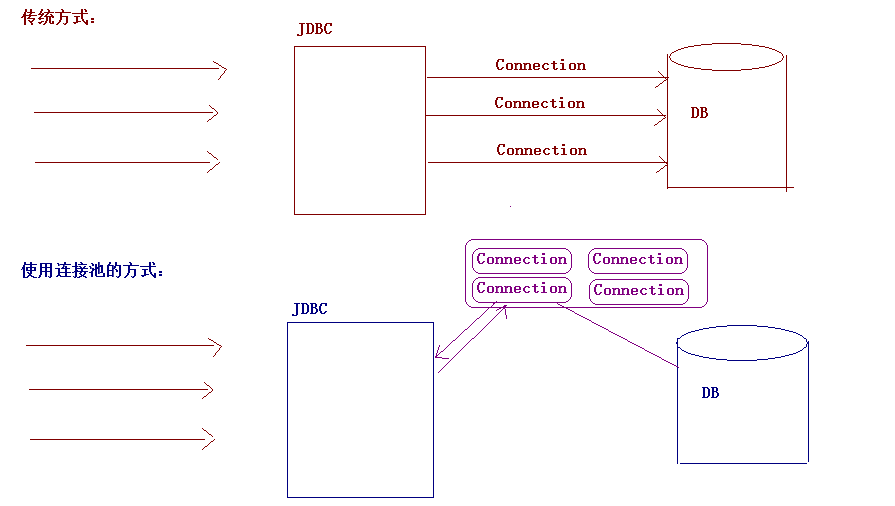 传统方式：
JDBC
Connection
Connection
Connection
DB
使用连接池的方式：
Connection Connection
Connection Connection
JDBC
DB